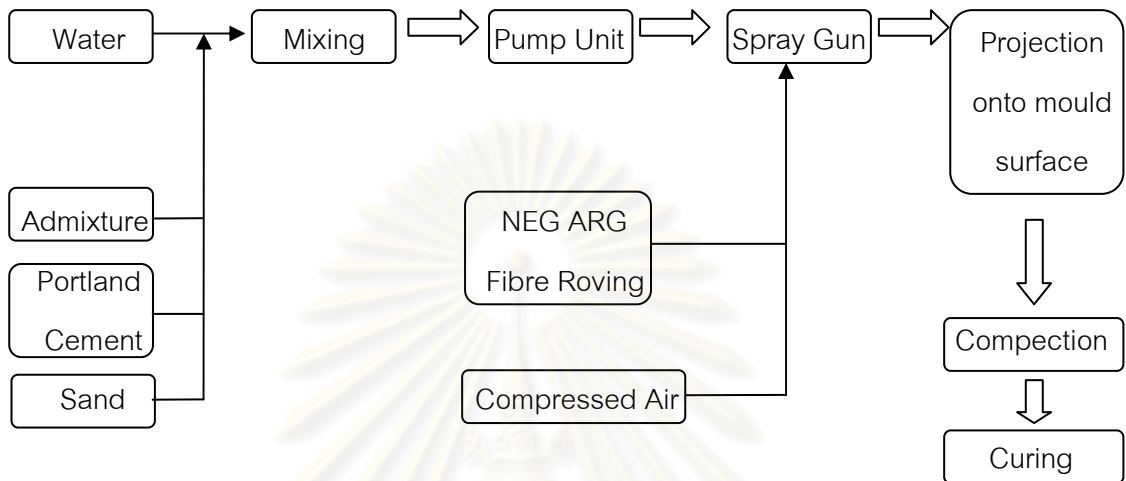 Water
Mixing
Pump Unit
Spray Gun
Projection
onto mould
surface
Admixture
NEG ARG
Fibre Roving
Portland
Cement
Compection
Sand
Compressed Air
Curing